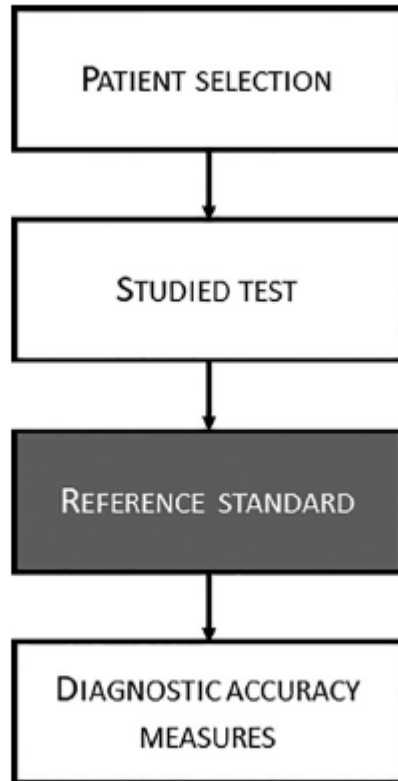 PATIENT SELECTION
STUDIED TEST
REFERENCE STANDARD
DIAGNOSTIC ACCURACY
MEASURES